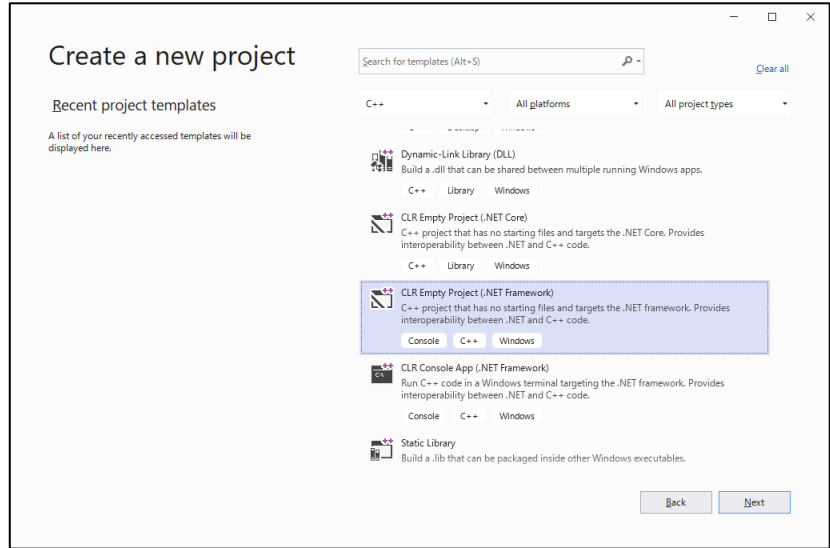 Create a new project
Search for templates (Alt+S)
Clear all
Recent project templates
C++ All platforms All project types
A list of your recently accessed templates will be
displayed here.
Dynamic-Link Library (DLL)
Build a .dll that can be shared between multiple running Windows apps.
C++ Library Windows
CLR Empty Project (.NET Core)
C++ project that has no starting files and targets the .NET Core. Provides
interoperability between .NET and C++ code.
C++ Library Windows
CLR Empty Project (.NET Framework)
C++ project that has no starting files and targets the .NET framework. Provides
interoperability between .NET and C++ code.
Console C++ Windows
CLR Console App (.NET Framework)
Run C++ code in a Windows terminal targeting the .NET framework. Provides
interoperability between .NET and C++ code.
Console C++ Windows
Static Library
Build a .lib that can be packaged inside other Windows executables.
Back Next